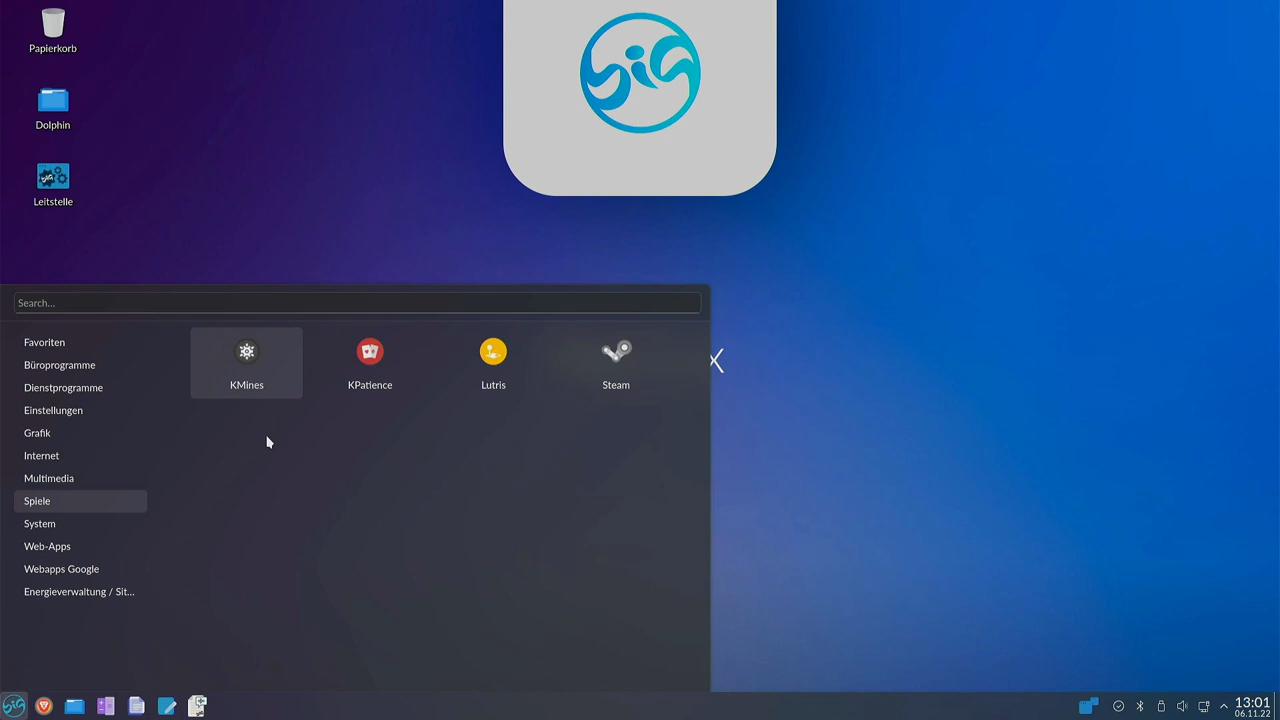 Papierkorb
Dolphin
Leitstelle
sig
X
Search...
Favoriten
Büroprogramme
Dienstprogramme
Einstellungen
Grafik
Internet
Multimedia
Spiele
System
Web-Apps
Webapps Google
Energieverwaltung / Sit...
KMines
KPatience
Lutris
Steam
13:01
06.11.22